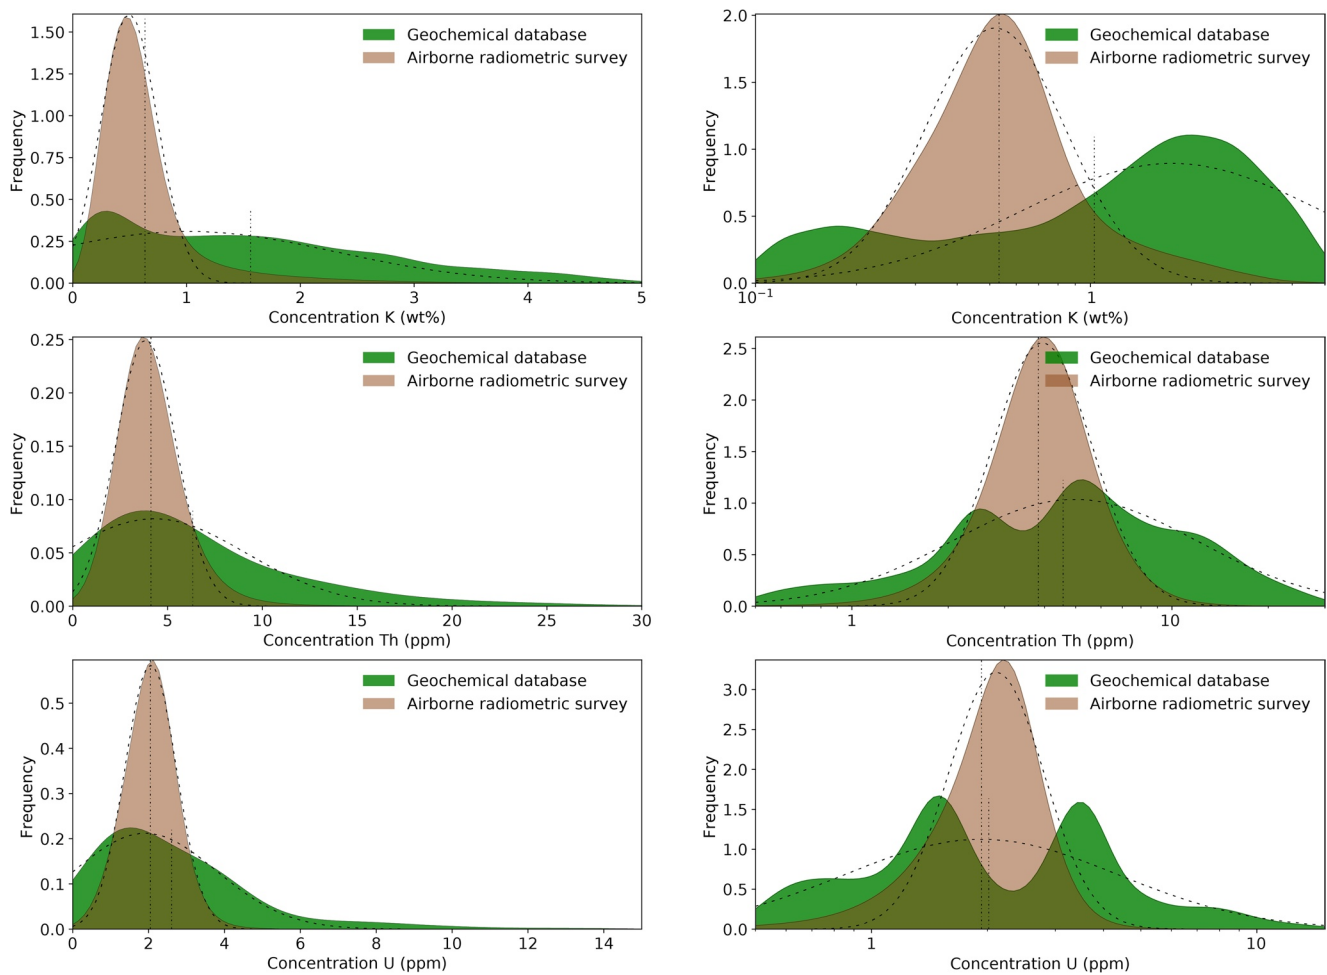 Geochemical database
Airborne radiometric survey
Frequency
1.50
1.25
1.00
0.75
0.50
0.25
0.00
0 1 2 3 4 5
Concentration K (wt%)
Geochemical database
Airborne radiometric survey
Frequency
2.0
1.5
1.0
0.5
0.0
10⁻¹ 1
Concentration K (wt%)
Geochemical database
Airborne radiometric survey
Frequency
0.25
0.20
0.15
0.10
0.05
0.00
0 5 10 15 20 25 30
Concentration Th (ppm)
Geochemical database
Airborne radiometric survey
Frequency
2.5
2.0
1.5
1.0
0.5
0.0
1 10
Concentration Th (ppm)
Geochemical database
Airborne radiometric survey
Frequency
0.5
0.4
0.3
0.2
0.1
0.0
0 2 4 6 8 10 12 14
Concentration U (ppm)
Geochemical database
Airborne radiometric survey
Frequency
3.0
2.5
2.0
1.5
1.0
0.5
0.0
1 10
Concentration U (ppm)